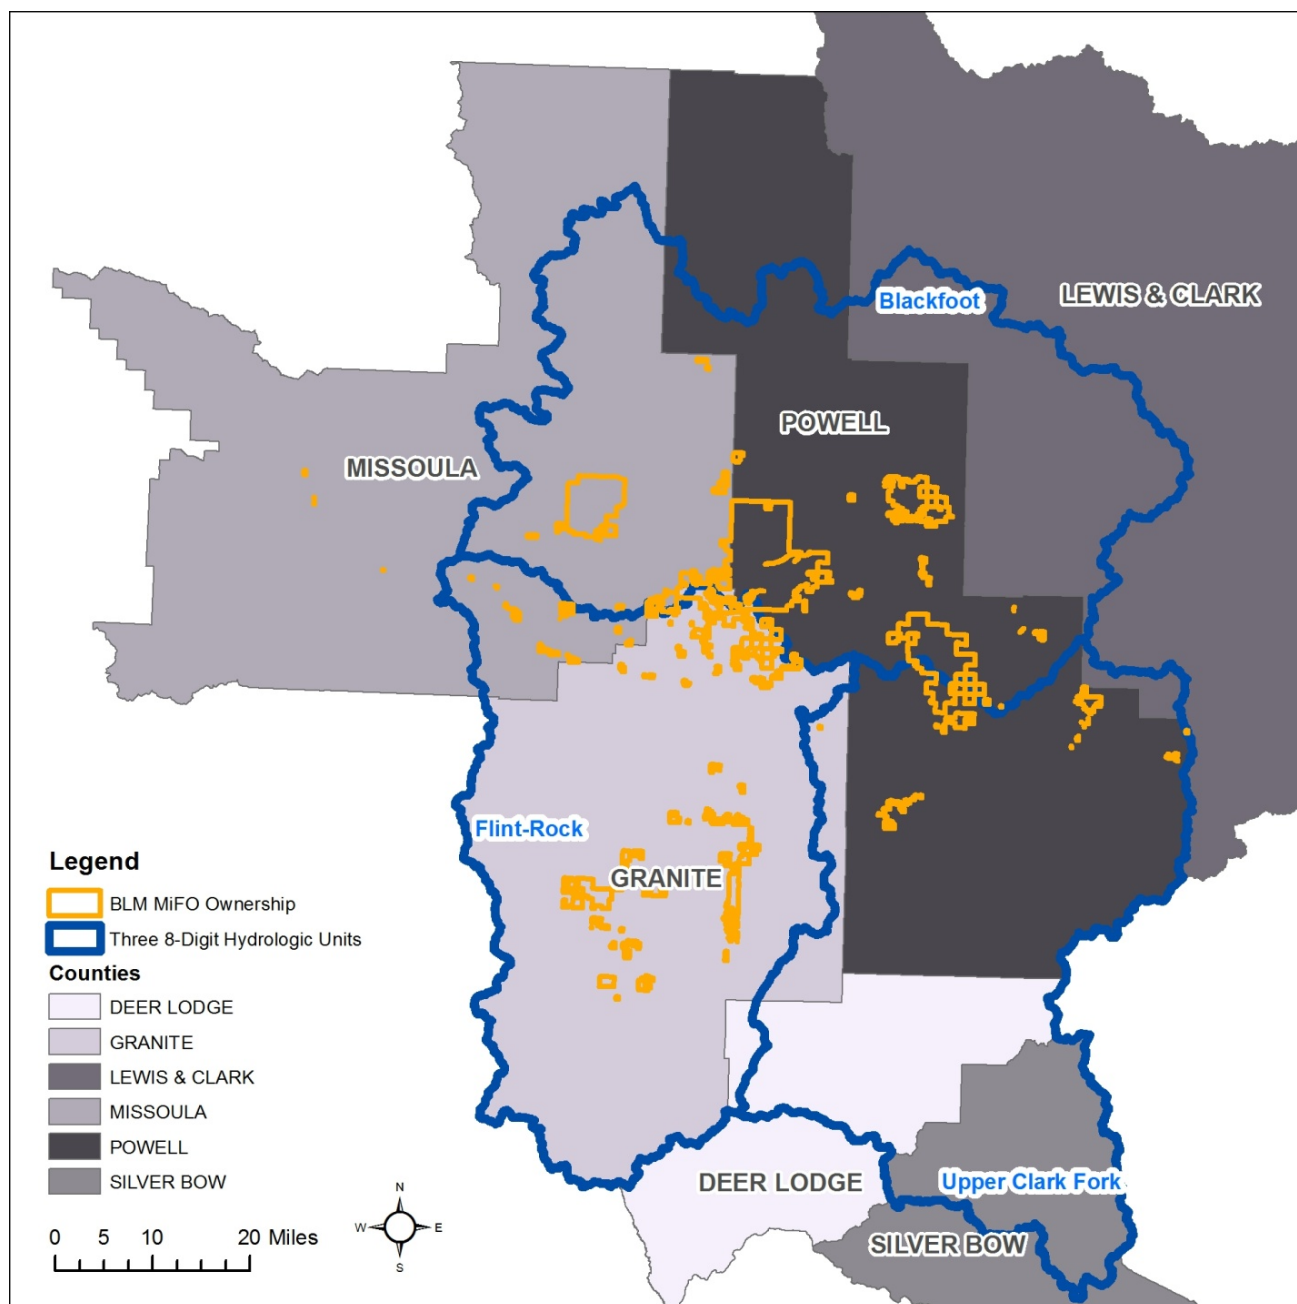 Blackfoot
LEWIS & CLARK
POWELL
MISSOULA
Flint-Rock
GRANITE
DEER LODGE
Upper Clark Fork
SILVER BOW
Legend
BLM MiFO Ownership
Three 8-Digit Hydrologic Units
Counties
DEER LODGE
GRANITE
LEWIS & CLARK
MISSOULA
POWELL
SILVER BOW
0 5 10 20 Miles
N
W E
S